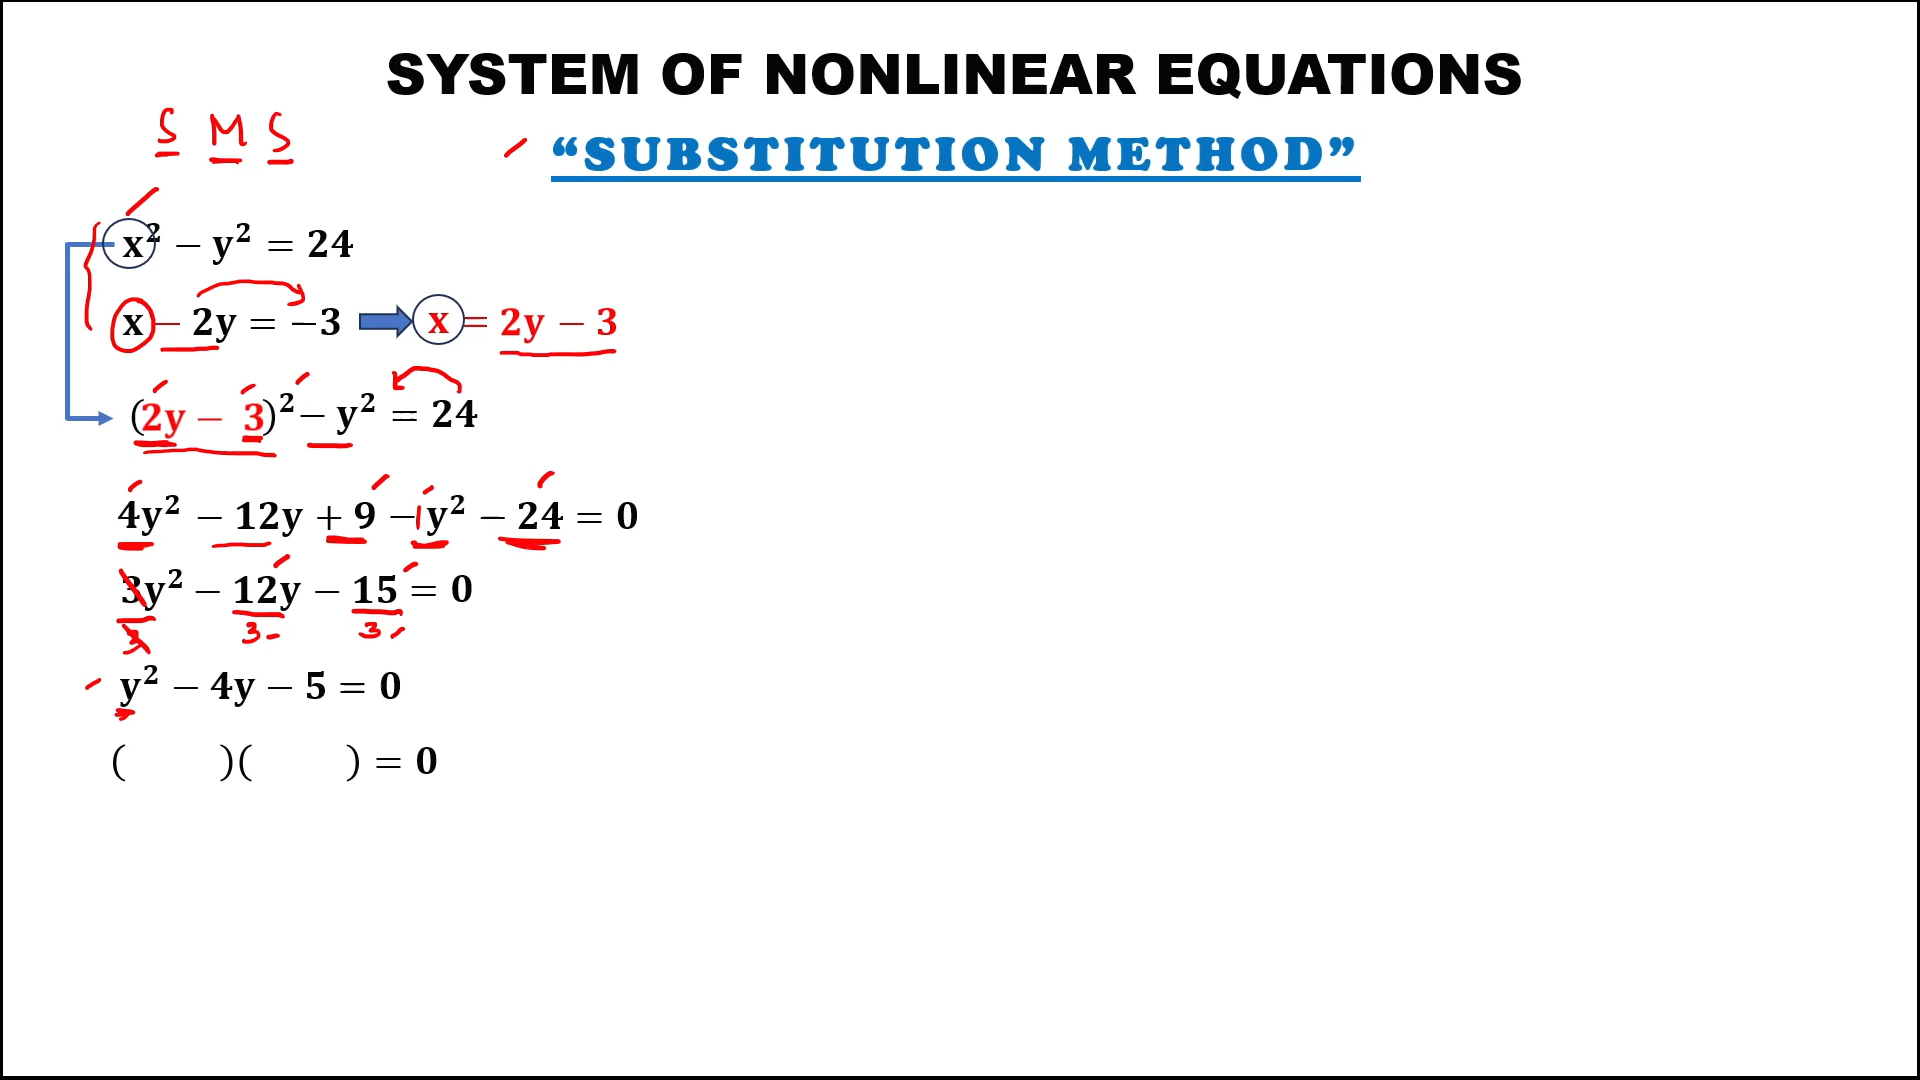 SYSTEM OF NONLINEAR EQUATIONS
S M S
“SUBSTITUTION METHOD”
x² − y² = 24
x − 2y = −3 x = 2y − 3
(2y − 3)² − y² = 24
4y² − 12y + 9 − 1y² − 24 = 0
3y² − 12y − 15 = 0
3 3 3
y² − 4y − 5 = 0
( )( ) = 0